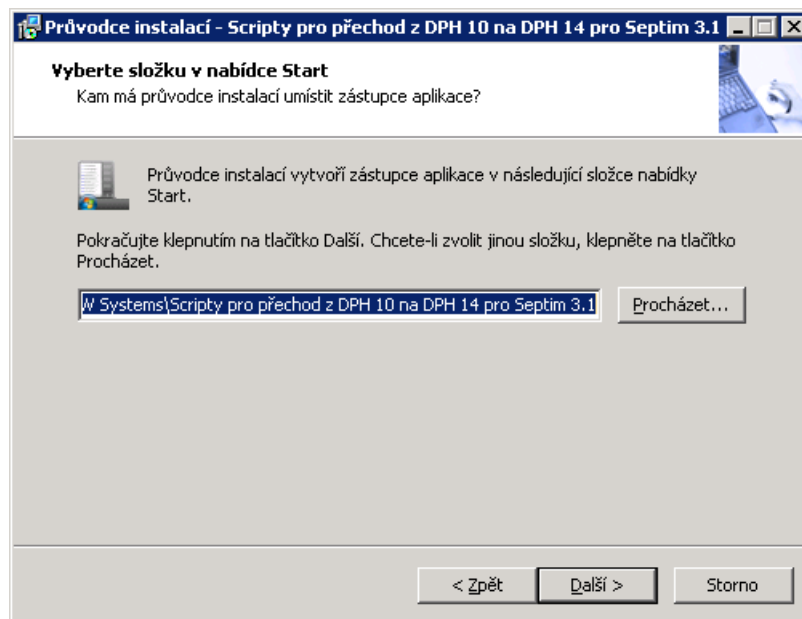 Průvodce instalací - Scripty pro přechod z DPH 10 na DPH 14 pro Septim 3.1
Vyberte složku v nabídce Start
Kam má průvodce instalací umístit zástupce aplikace?
Průvodce instalací vytvoří zástupce aplikace v následující složce nabídky
Start.
Pokračujte klepnutím na tlačítko Další. Chcete-li zvolit jinou složku, klepněte na tlačítko
Procházet.
Systems\Scripty pro přechod z DPH 10 na DPH 14 pro Septim 3.1
Procházet...
< Zpět
Další >
Storno